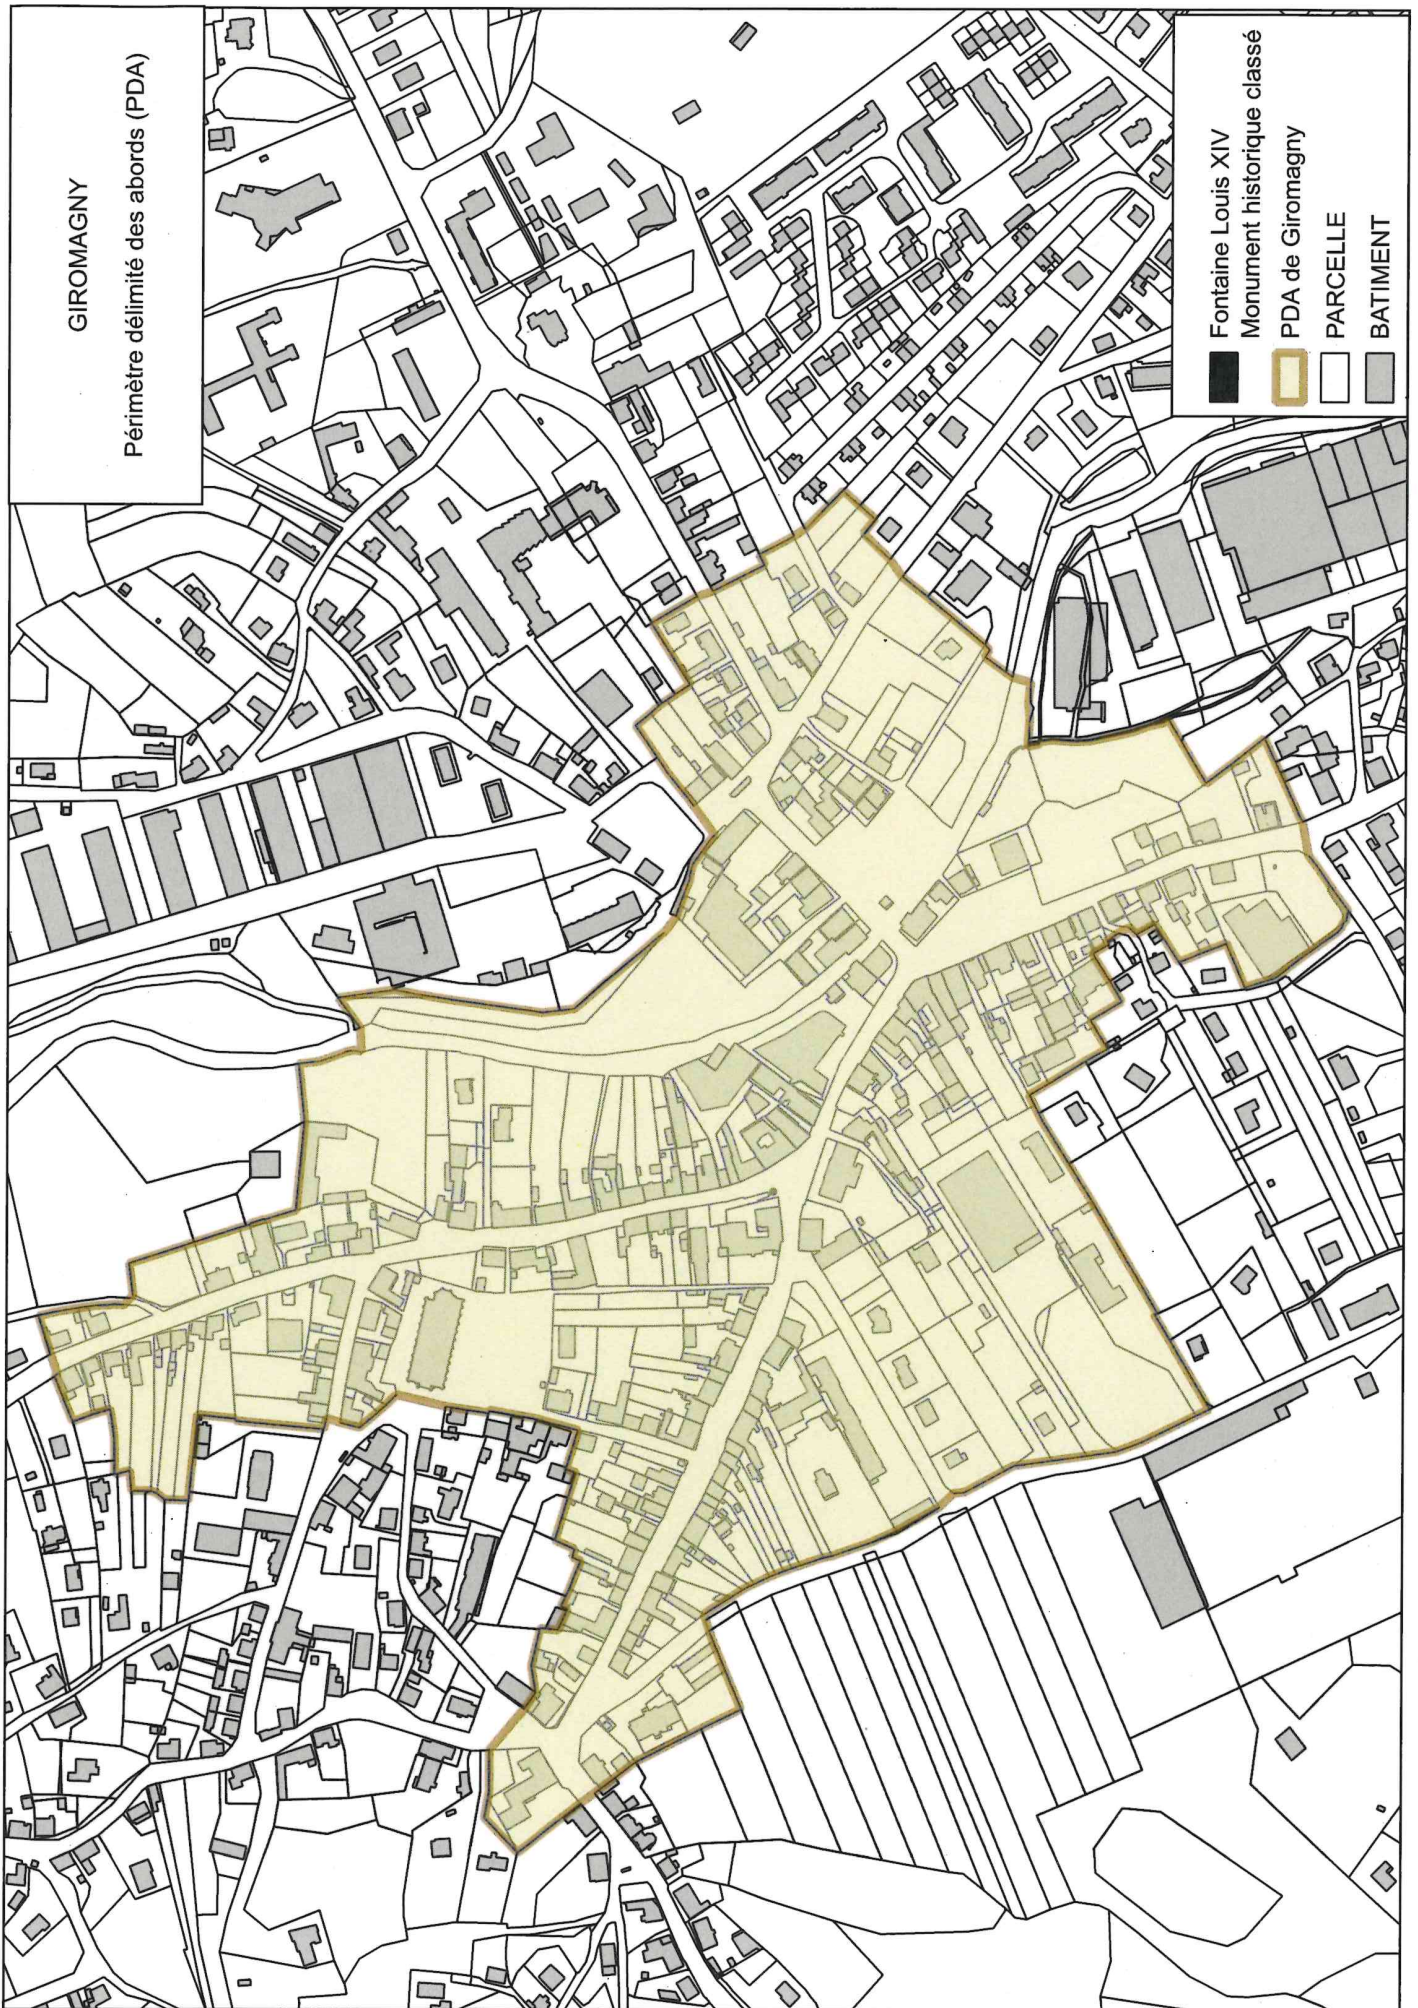 GIROMAGNY
Périmètre délimité des abords (PDA)
Fontaine Louis XIV
Monument historique classé
PDA de Giromagny
PARCELLE
BATIMENT